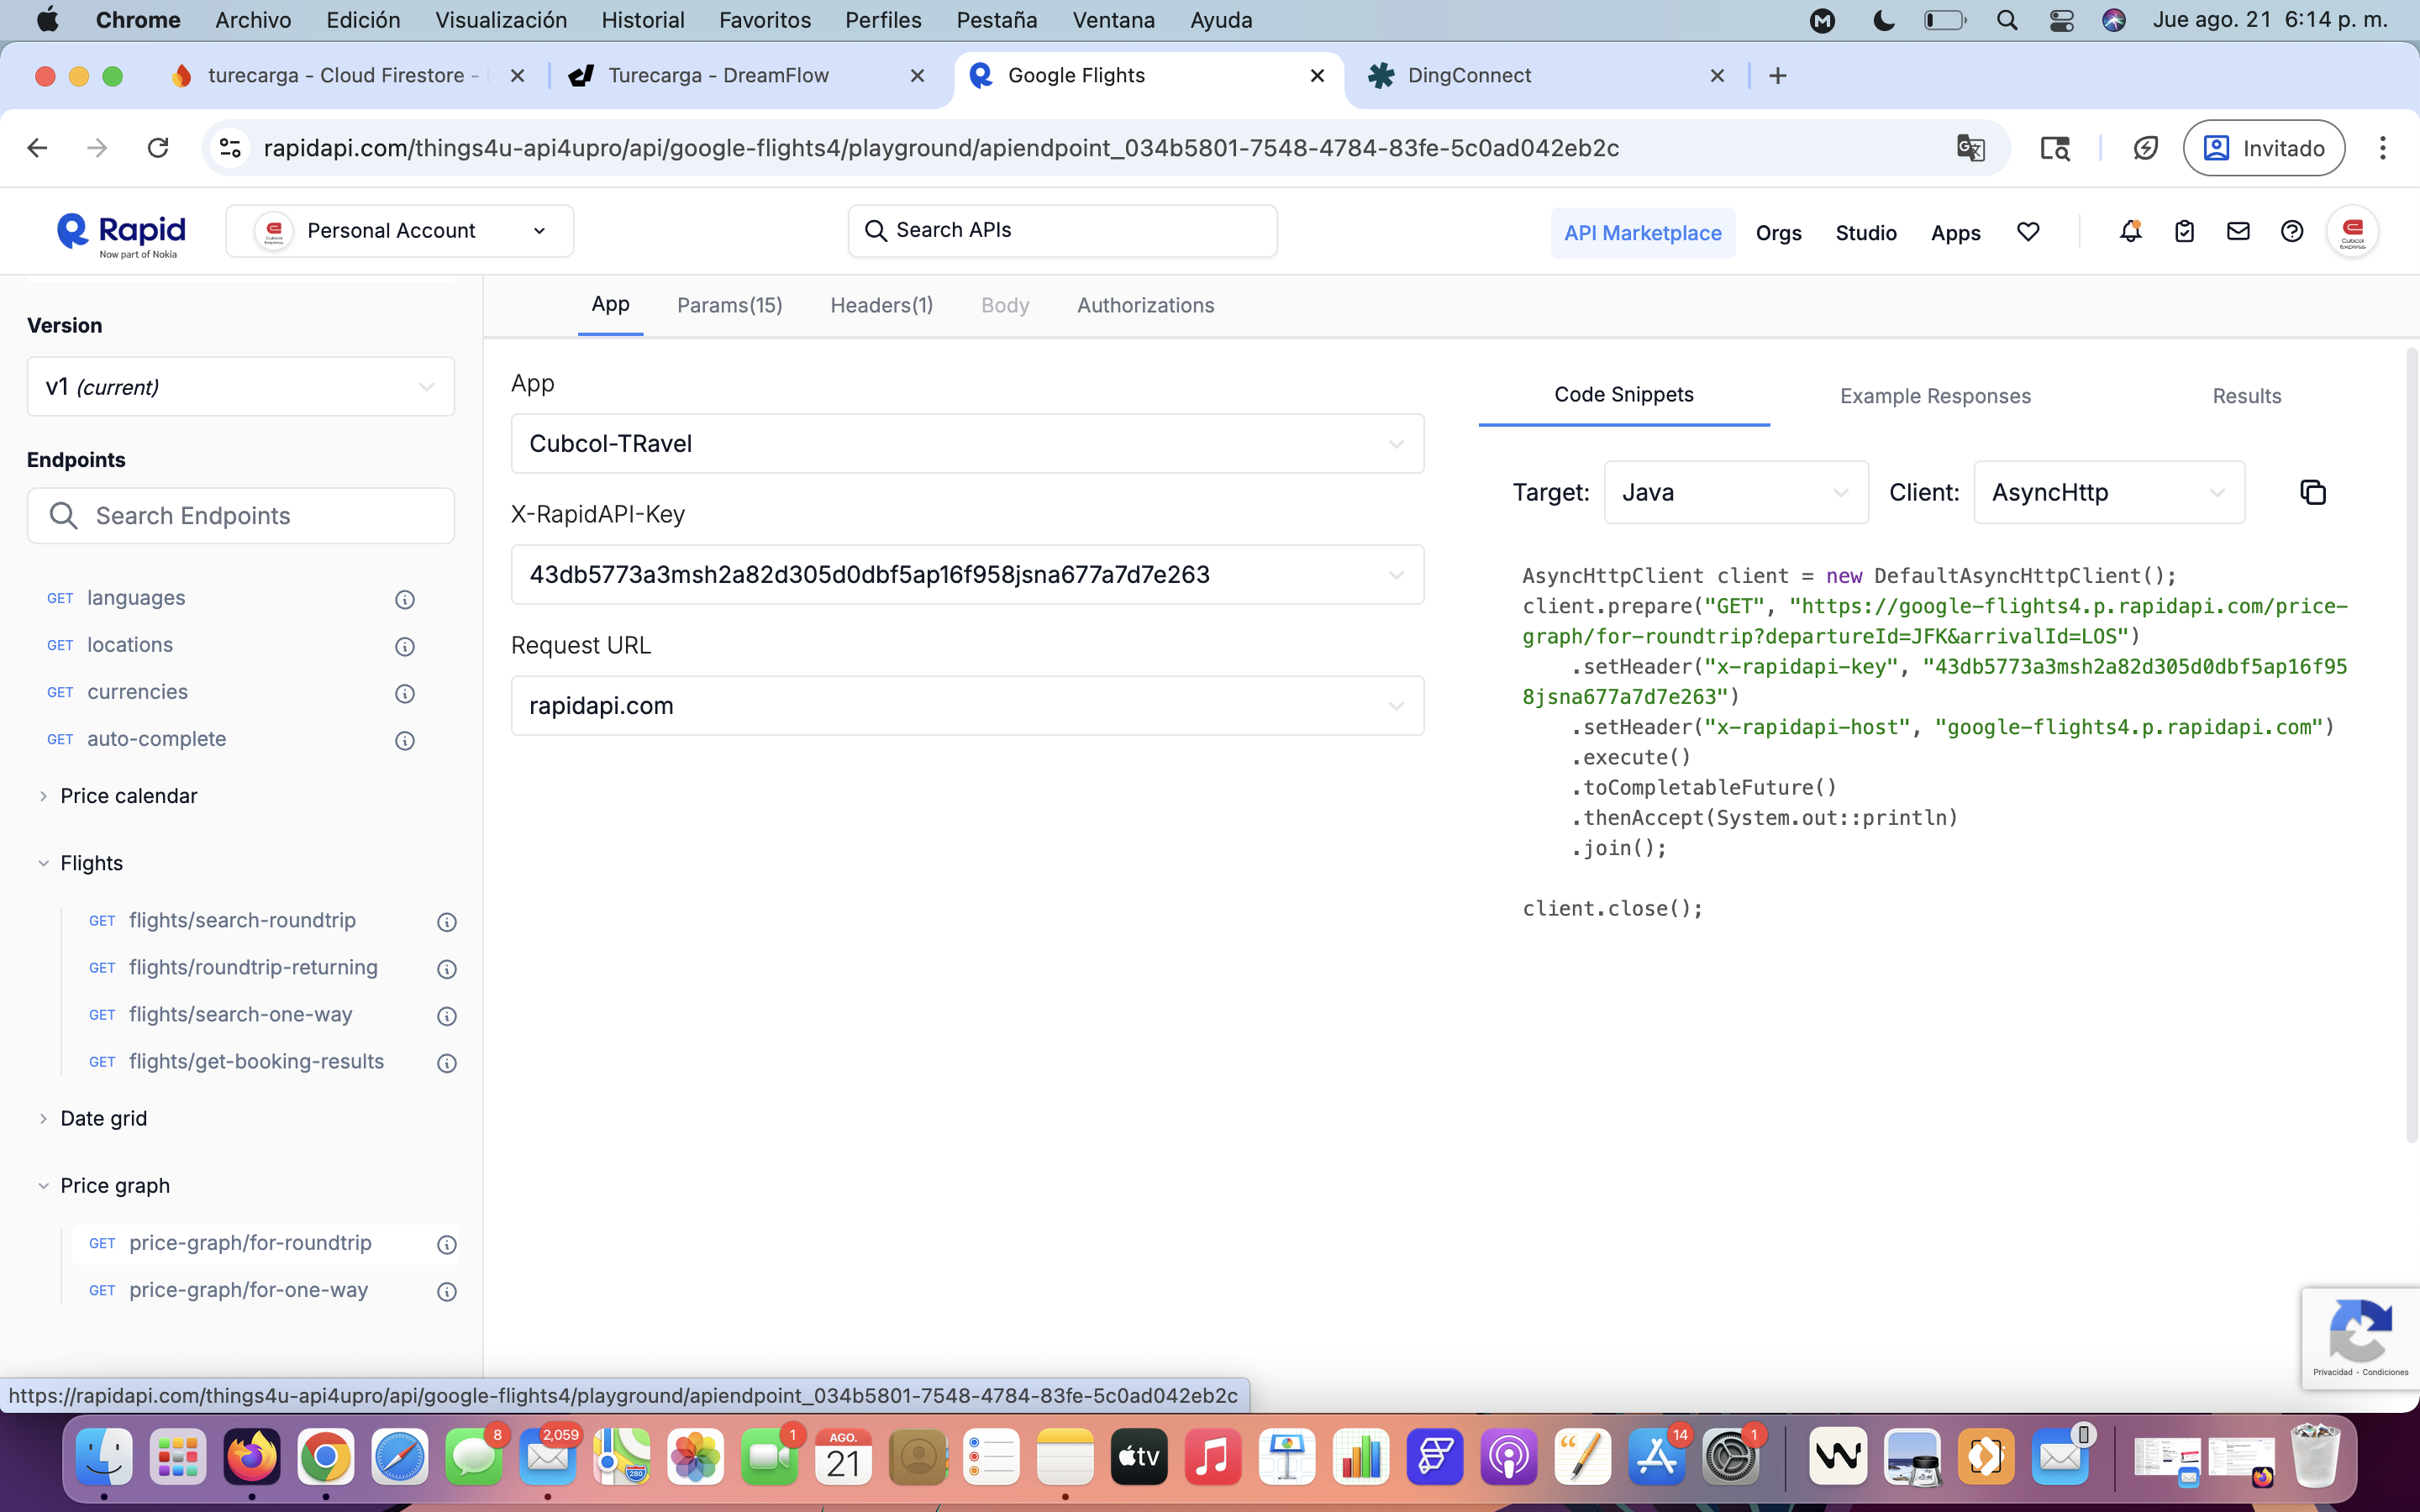 Chrome Archivo Edición Visualización Historial Favoritos Perfiles Pestaña Ventana Ayuda Jue ago. 21 6:14 p. m.
turecarga - Cloud Firestore - Turecarga - DreamFlow Google Flights DingConnect
rapidapi.com/things4u-api4upro/api/google-flights4/playground/apiendpoint_034b5801-7548-4784-83fe-5c0ad042eb2c Invitado
Rapid
Now part of Nokia
Personal Account
Search APIs
API Marketplace Orgs Studio Apps
Version
v1 (current)
Endpoints
Search Endpoints
GET languages
GET locations
GET currencies
GET auto-complete
Price calendar
Flights
GET flights/search-roundtrip
GET flights/roundtrip-returning
GET flights/search-one-way
GET flights/get-booking-results
Date grid
Price graph
GET price-graph/for-roundtrip
GET price-graph/for-one-way
App Params(15) Headers(1) Body Authorizations
App
Cubcol-TRavel
X-RapidAPI-Key
43db5773a3msh2a82d305d0dbf5ap16f958jsna677a7d7e263
Request URL
rapidapi.com
Code Snippets Example Responses Results
Target: Java Client: AsyncHttp
AsyncHttpClient client = new DefaultAsyncHttpClient();
client.prepare("GET", "https://google-flights4.p.rapidapi.com/price-
graph/for-roundtrip?departureId=JFK&arrivalId=LOS")
.setHeader("x-rapidapi-key", "43db5773a3msh2a82d305d0dbf5ap16f95
8jsna677a7d7e263")
.setHeader("x-rapidapi-host", "google-flights4.p.rapidapi.com")
.execute()
.toCompletableFuture()
.thenAccept(System.out::println)
.join();
client.close();
Privacidad - Condiciones
https://rapidapi.com/things4u-api4upro/api/google-flights4/playground/apiendpoint_034b5801-7548-4784-83fe-5c0ad042eb2c
8
2,059
280
1
AGO.
21
tv
14
1